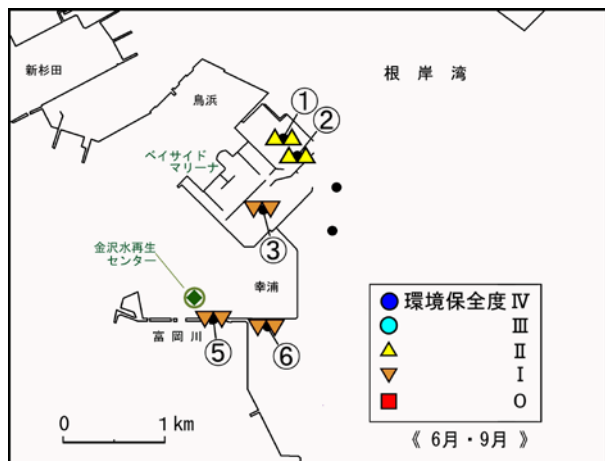 新杉田
鳥浜
根岸湾
①
②
ベイサイド
マリーナ
③
金沢水再生
センター
幸浦
富岡川
⑤
⑥
環境保全度 Ⅳ
Ⅲ
Ⅱ
Ⅰ
0
0 1km
《 6月・9月 》